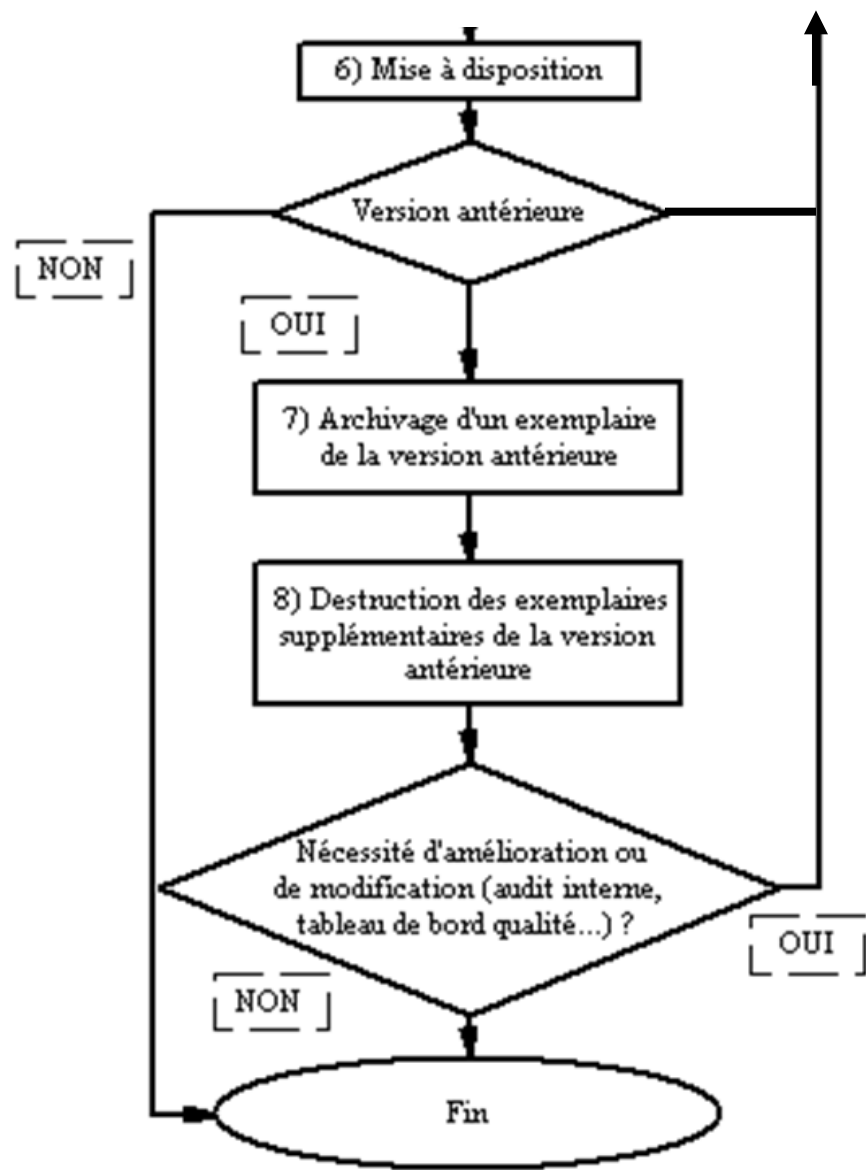 6) Mise à disposition
Version antérieure
NON
OUI
7) Archivage d'un exemplaire
de la version antérieure
8) Destruction des exemplaires
supplémentaires de la version
antérieure
Nécessité d'amélioration ou
de modification (audit interne,
tableau de bord qualité...) ?
OUI
NON
Fin